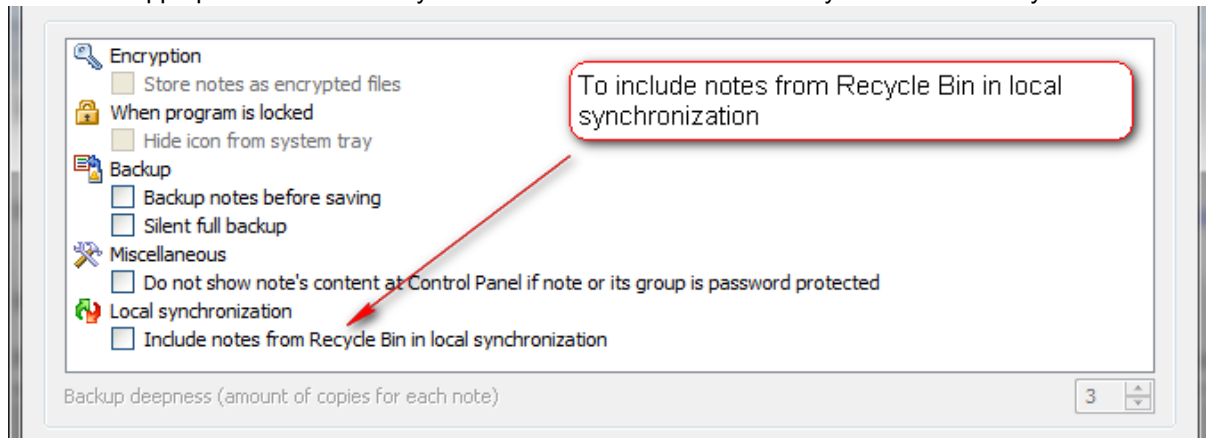 Encryption
Store notes as encrypted files
To include notes from Recycle Bin in local
synchronization
When program is locked
Hide icon from system tray
Backup
Backup notes before saving
Silent full backup
Miscellaneous
Do not show note's content at Control Panel if note or its group is password protected
Local synchronization
Include notes from Recycle Bin in local synchronization
Backup deepness (amount of copies for each note)
3